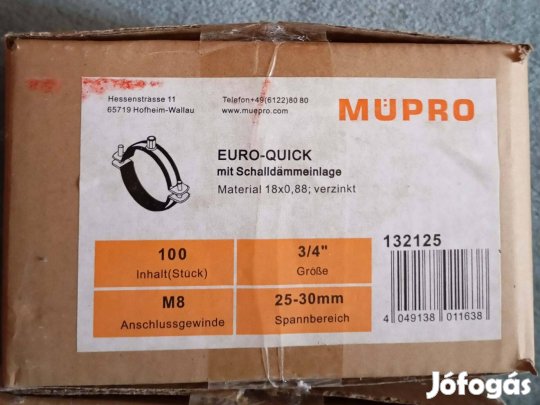 Hessenstrasse 11
65719 Hofheim-Wallau
Telefon+49(6122)80 80
www.muepro.com
MÜPRO
EURO-QUICK
mit Schalldämmeinlage
Material 18x0,88; verzinkt
100
Inhalt(Stück)
3/4"
Größe
M8
Anschlussgewinde
25-30mm
Spannbereich
132125
4 049138 011638
Jófogás